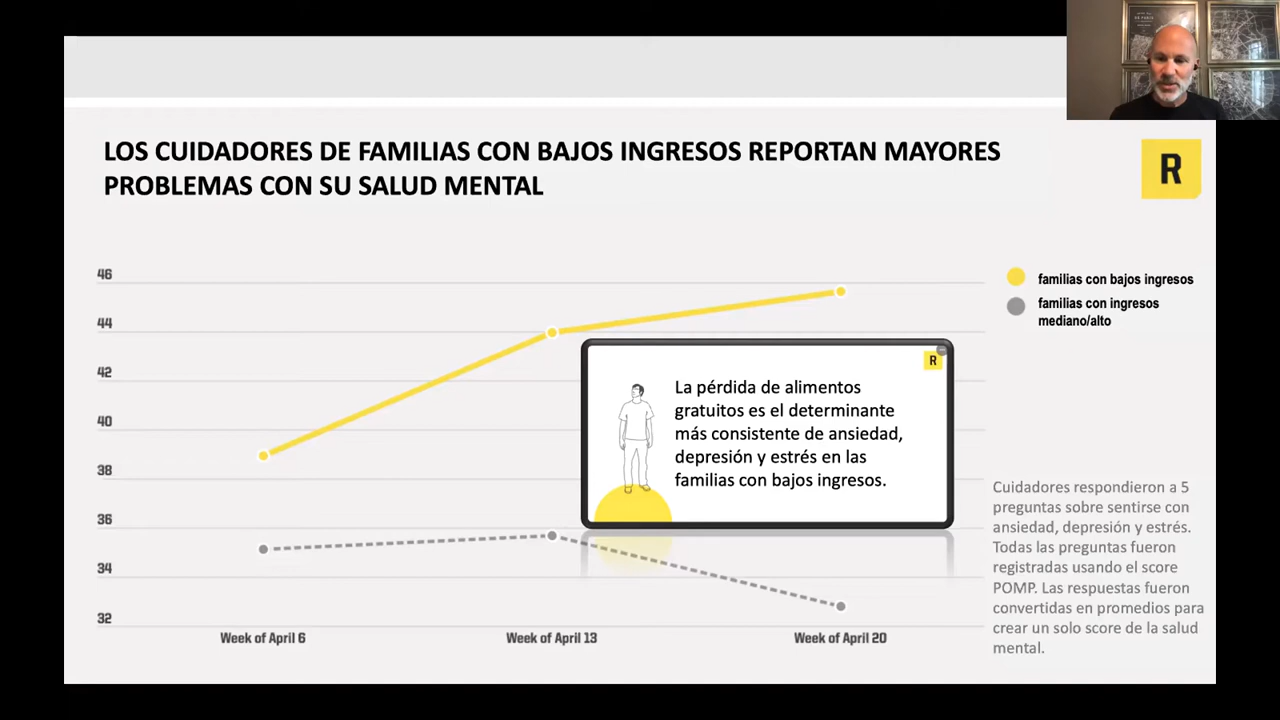 LOS CUIDADORES DE FAMILIAS CON BAJOS INGRESOS REPORTAN MAYORES
PROBLEMAS CON SU SALUD MENTAL
R
46
44
42
40
38
36
34
32
Week of April 6
Week of April 13
Week of April 20
familias con bajos ingresos
familias con ingresos
mediano/alto
R
La pérdida de alimentos
gratuitos es el determinante
más consistente de ansiedad,
depresión y estrés en las
familias con bajos ingresos.
Cuidadores respondieron a 5
preguntas sobre sentirse con
ansiedad, depresión y estrés.
Todas las preguntas fueron
registradas usando el score
POMP. Las respuestas fueron
convertidas en promedios para
crear un solo score de la salud
mental.